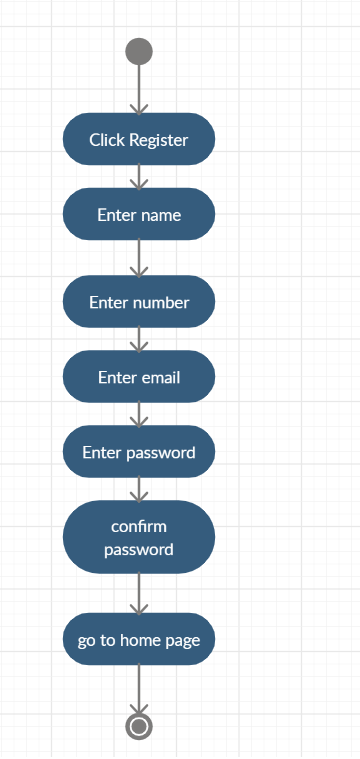 Click Register
Enter name
Enter number
Enter email
Enter password
confirm
password
go to home page